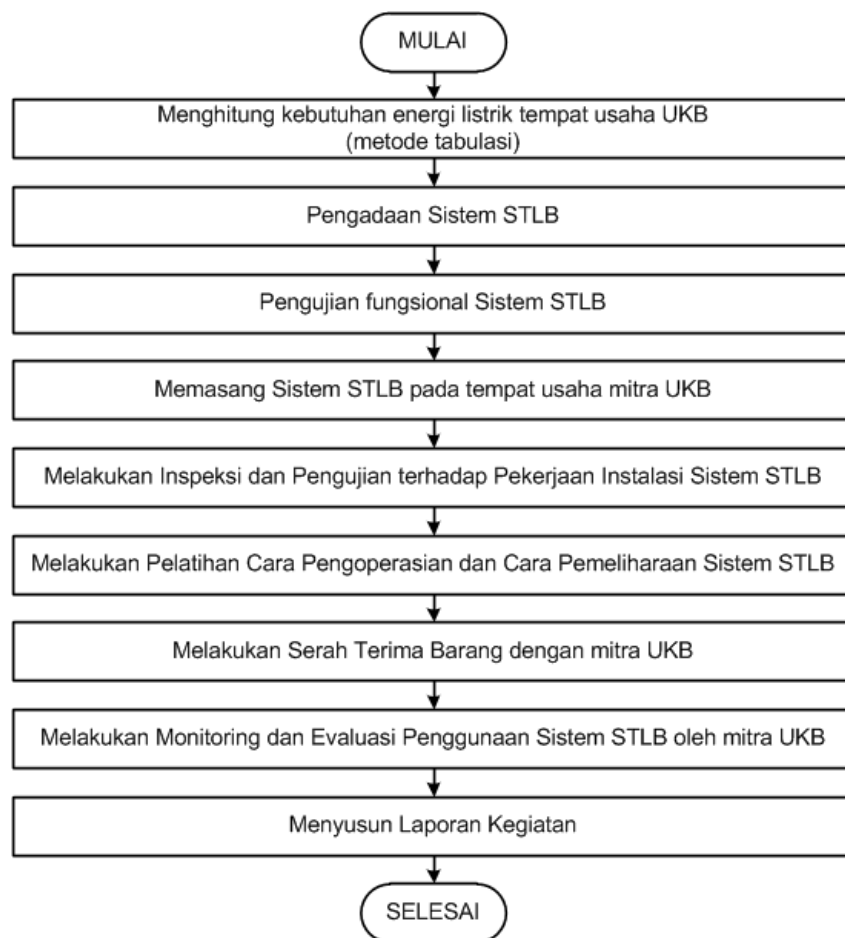 MULAI
Menghitung kebutuhan energi listrik tempat usaha UKB
(metode tabulasi)
Pengadaan Sistem STLB
Pengujian fungsional Sistem STLB
Memasang Sistem STLB pada tempat usaha mitra UKB
Melakukan Inspeksi dan Pengujian terhadap Pekerjaan Instalasi Sistem STLB
Melakukan Pelatihan Cara Pengoperasian dan Cara Pemeliharaan Sistem STLB
Melakukan Serah Terima Barang dengan mitra UKB
Melakukan Monitoring dan Evaluasi Penggunaan Sistem STLB oleh mitra UKB
Menyusun Laporan Kegiatan
SELESAI